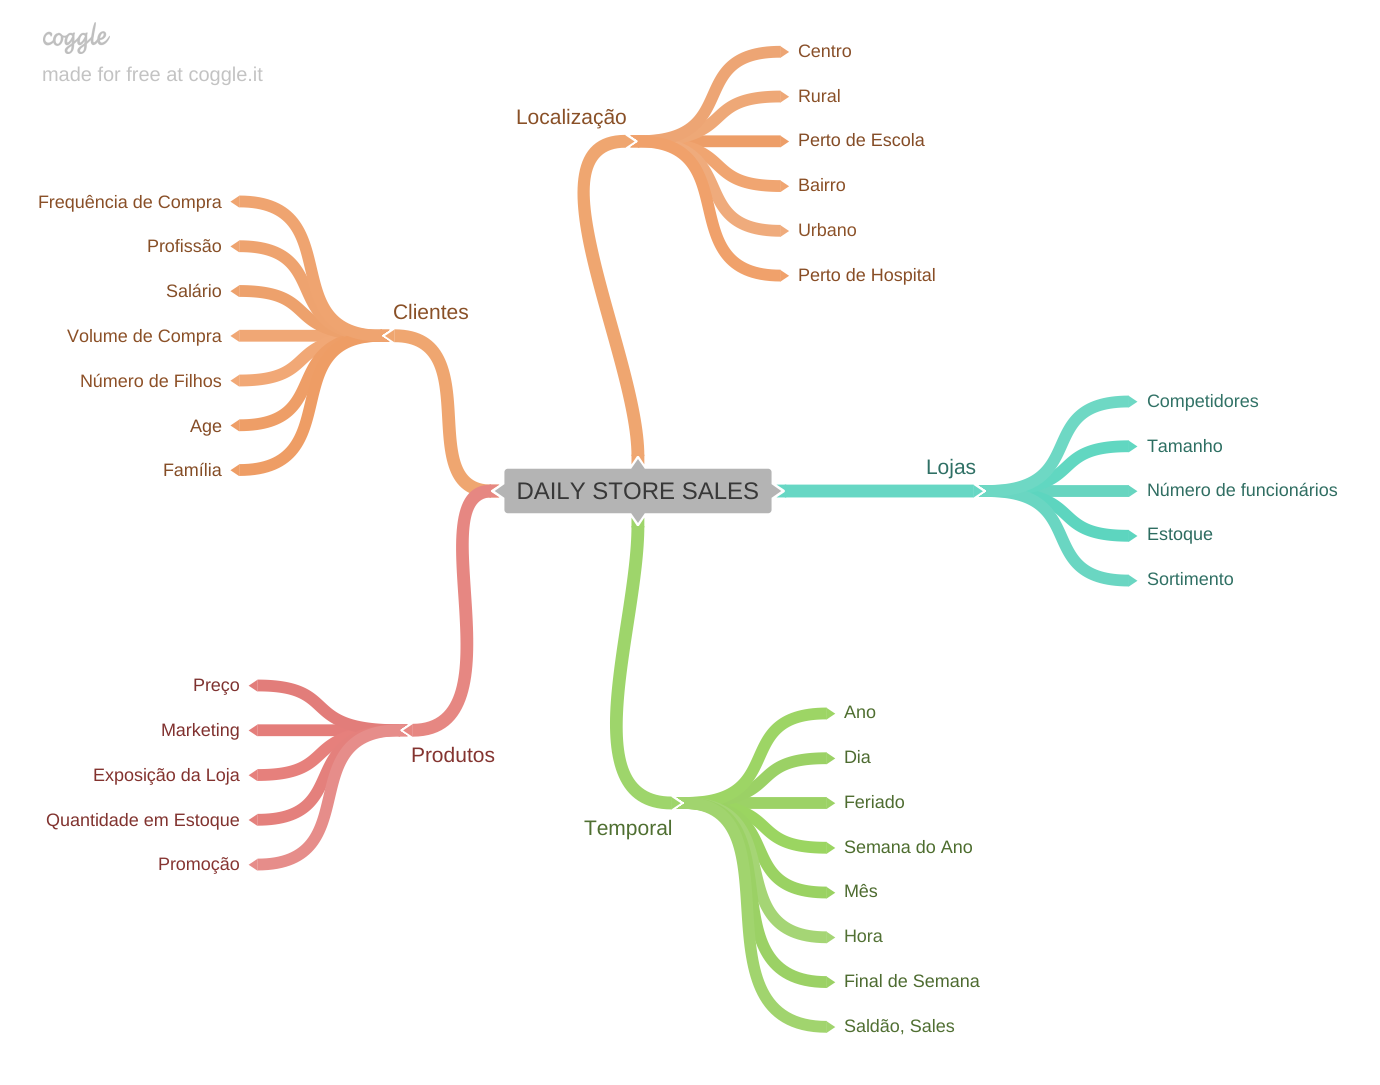 coggle
made for free at coggle.it
Localização
Centro
Rural
Perto de Escola
Bairro
Urbano
Perto de Hospital
Clientes
Frequência de Compra
Profissão
Salário
Volume de Compra
Número de Filhos
Age
Família
DAILY STORE SALES
Lojas
Competidores
Tamanho
Número de funcionários
Estoque
Sortimento
Produtos
Preço
Marketing
Exposição da Loja
Quantidade em Estoque
Promoção
Temporal
Ano
Dia
Feriado
Semana do Ano
Mês
Hora
Final de Semana
Saldão, Sales